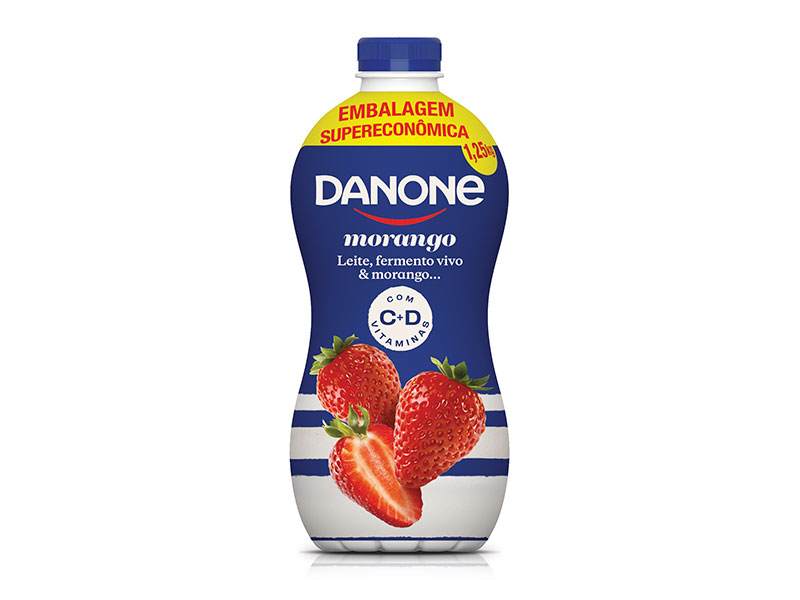 EMBALAGEM
SUPERECONÔMICA
1,25kg
DANONE
morango
Leite, fermento vivo
& morango...
COM
C+D
VITAMINAS